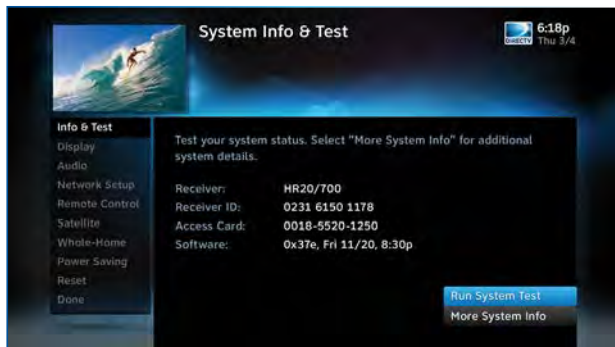 System Info & Test
DIRECTV
6:18p
Thu 3/4
Info & Test
Display
Audio
Network Setup
Remote Control
Satellite
Whole-Home
Power Saving
Reset
Done
Test your system status. Select "More System Info" for additional
system details.
Receiver: HR20/700
Receiver ID: 0231 6150 1178
Access Card: 0018-5520-1250
Software: 0x37e, Fri 11/20, 8:30p
Run System Test
More System Info